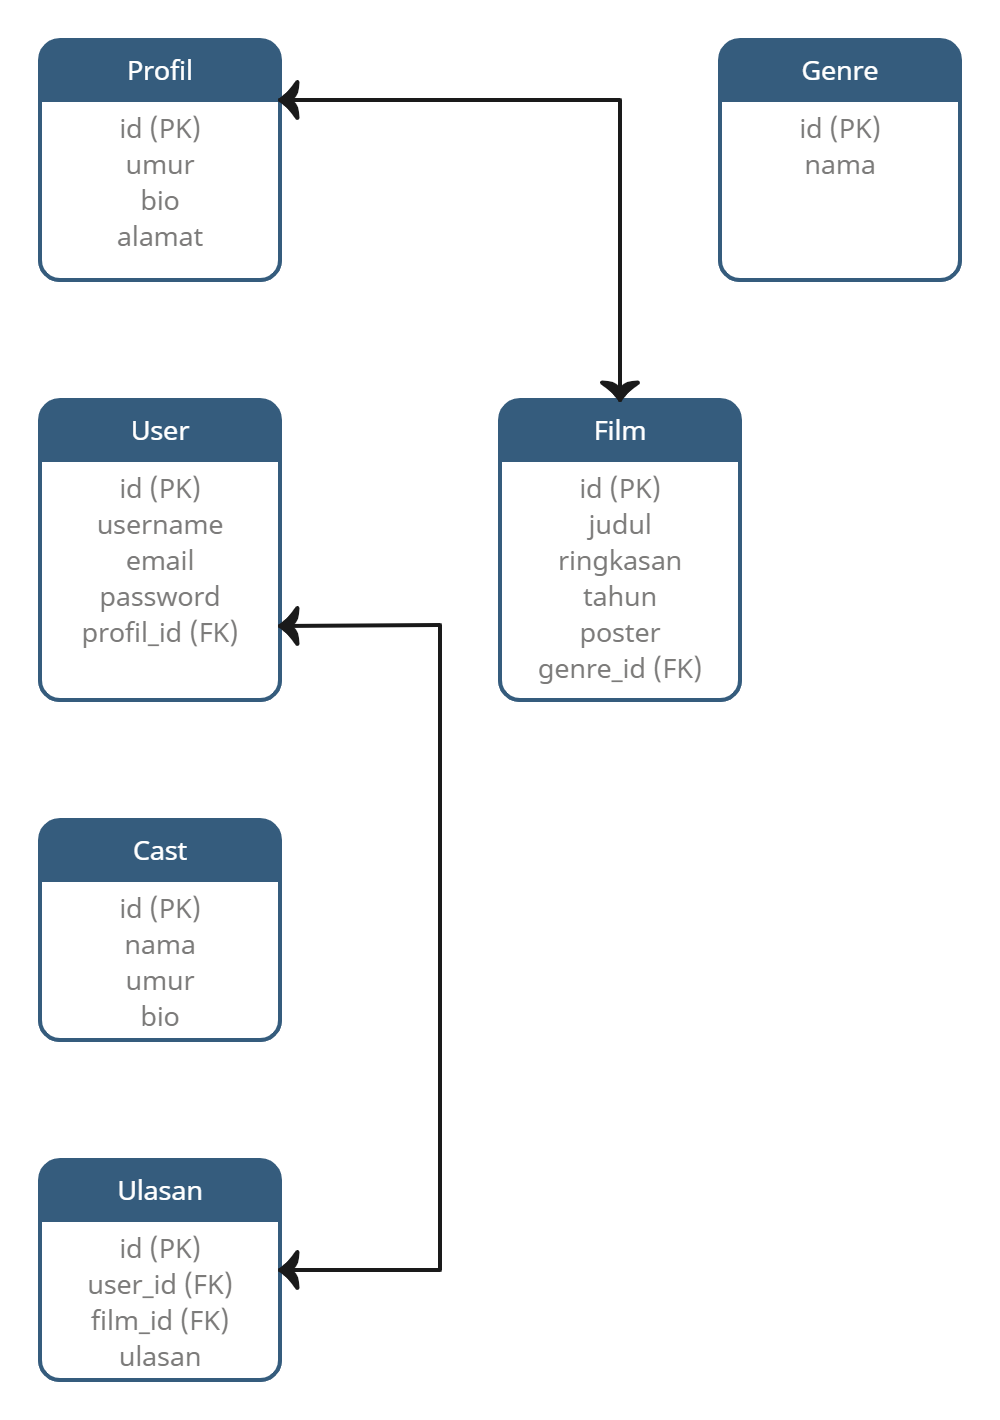 Profil
id (PK)
umur
bio
alamat
Genre
id (PK)
nama
User
id (PK)
username
email
password
profil_id (FK)
Film
id (PK)
judul
ringkasan
tahun
poster
genre_id (FK)
Cast
id (PK)
nama
umur
bio
Ulasan
id (PK)
user_id (FK)
film_id (FK)
ulasan